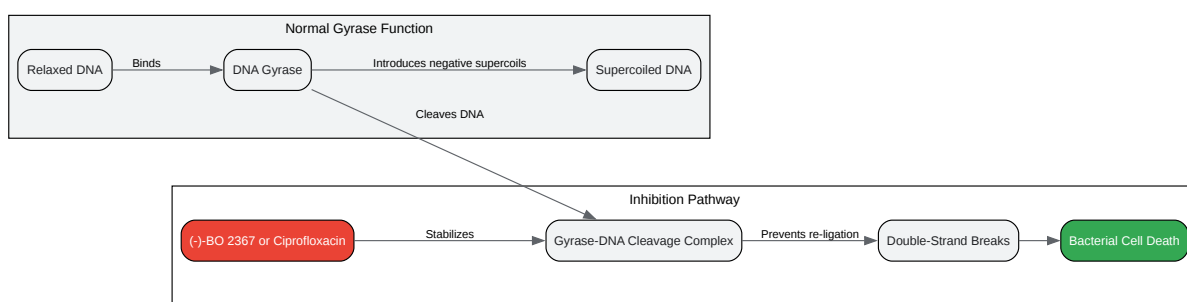 Normal Gyrase Function
Relaxed DNA
Binds
DNA Gyrase
Introduces negative supercoils
Supercoiled DNA
Cleaves DNA
Inhibition Pathway
(-)-BO 2367 or Ciprofloxacin
Stabilizes
Gyrase-DNA Cleavage Complex
Prevents re-ligation
Double-Strand Breaks
Bacterial Cell Death